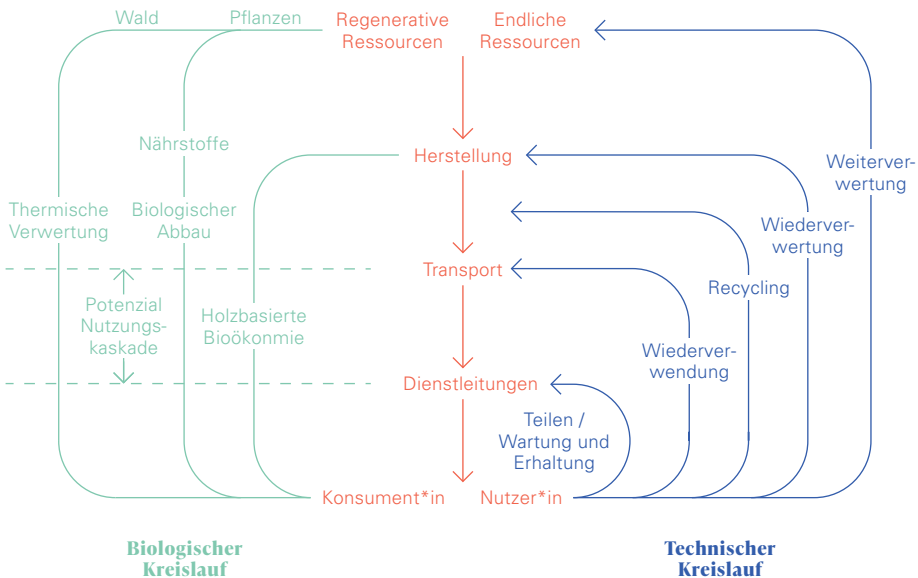 Wald
Pflanzen
Regenerative
Ressourcen
Endliche
Ressourcen
Nährstoffe
Herstellung
Weiterver-
wertung
Thermische
Verwertung
Biologischer
Abbau
Wiederver-
wertung
Transport
Recycling
Potenzial
Nutzungs-
kaskade
Holzbasierte
Bioökonmie
Wiederver-
wendung
Dienstleitungen
Teilen /
Wartung und
Erhaltung
Konsument*in
Nutzer*in
Biologischer
Kreislauf
Technischer
Kreislauf